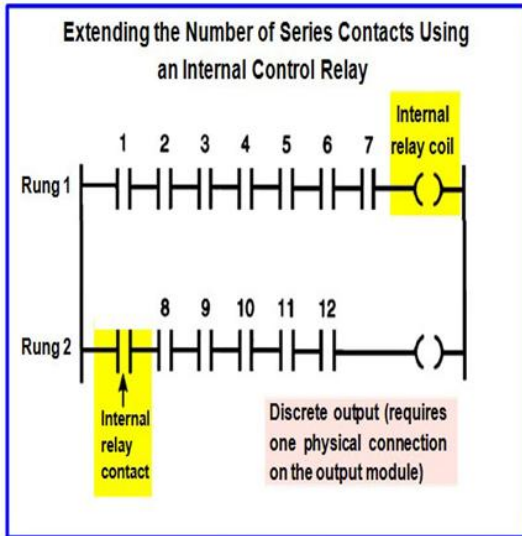 Extending the Number of Series Contacts Using
an Internal Control Relay
Internal
relay coil
1 2 3 4 5 6 7
Rung 1
8 9 10 11 12
Rung 2
Internal
relay
contact
Discrete output (requires
one physical connection
on the output module)